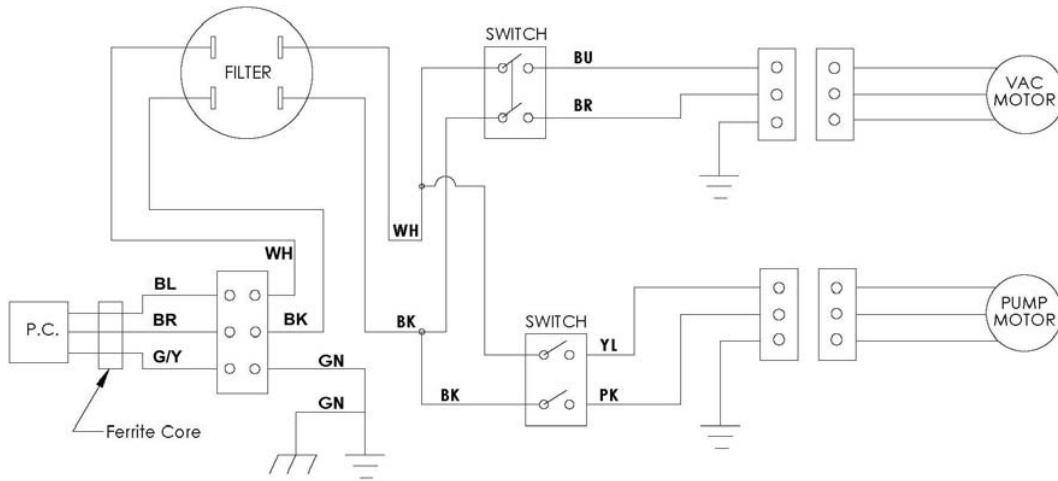 SWITCH
BU
FILTER
VAC
MOTOR
BR
WH
WH
BL
P.C.
BR
BK
BK
SWITCH
PUMP
MOTOR
YL
G/Y
GN
BK
PK
GN
Ferrite Core